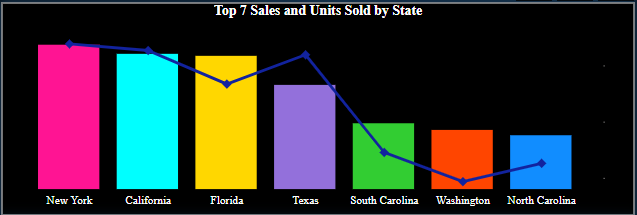 Top 7 Sales and Units Sold by State
New York California Florida Texas South Carolina Washington North Carolina